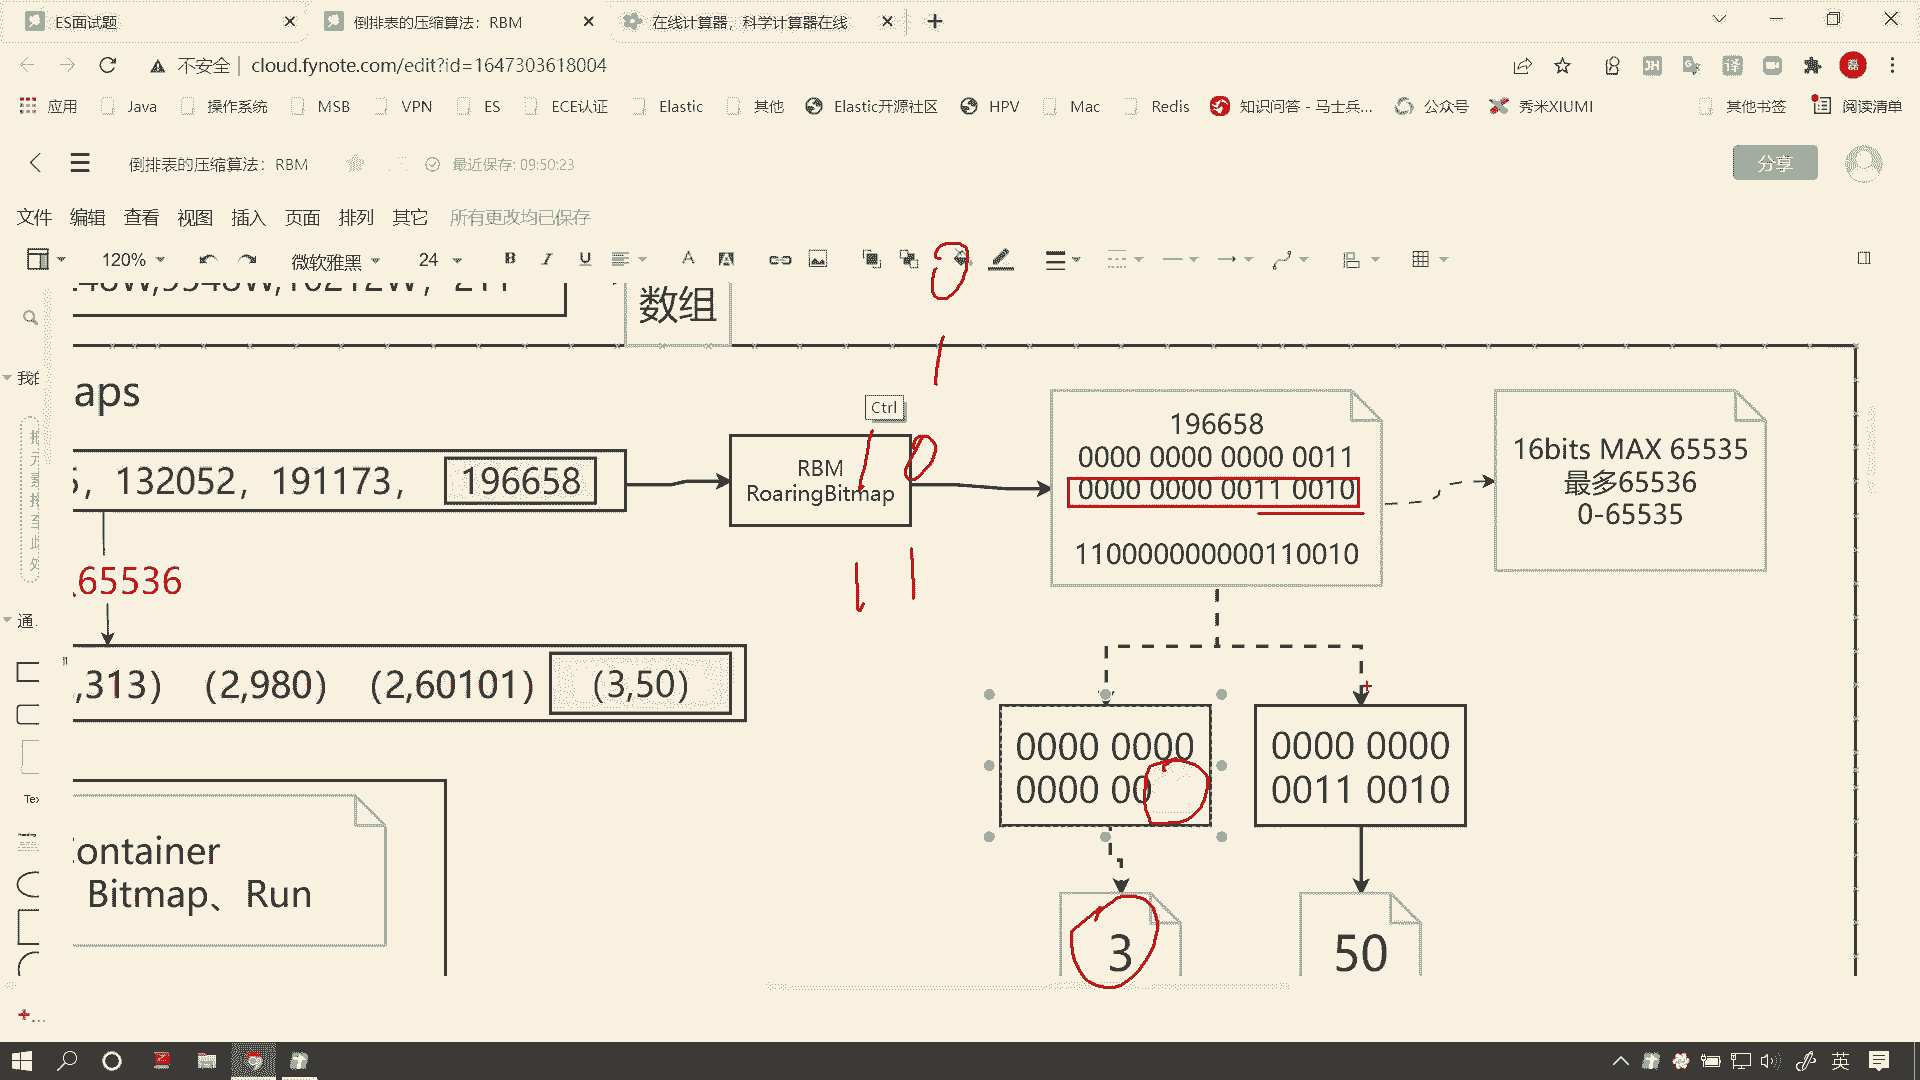 ES面试题
倒排表的压缩算法：RBM
在线计算器，科学计算器在线
不安全
cloud.fynote.com/edit?id=1647303618004
应用
Java
操作系统
MSB
VPN
ES
ECE认证
Elastic
其他
Elastic开源社区
HPV
Mac
Redis
知识问答 - 马士兵...
公众号
秀米XIUMI
其他书签
阅读清单
倒排表的压缩算法：RBM
最近保存: 09:50:23
分享
文件 编辑 查看 视图 插入 页面 排列 其它 所有更改均已保存
120%
微软雅黑
24
数组
aps
Ctrl
132052，191173，
196658
RBM
RoaringBitmap
196658
0000 0000 0000 0011
0000 0000 0011 0010
110000000000110010
16bits MAX 65535
最多65536
0-65535
65536
,313)
(2,980)
(2,60101)
(3,50)
0000 0000
0000 00
0000 0000
0011 0010
ontainer
Bitmap、Run
3
50
英